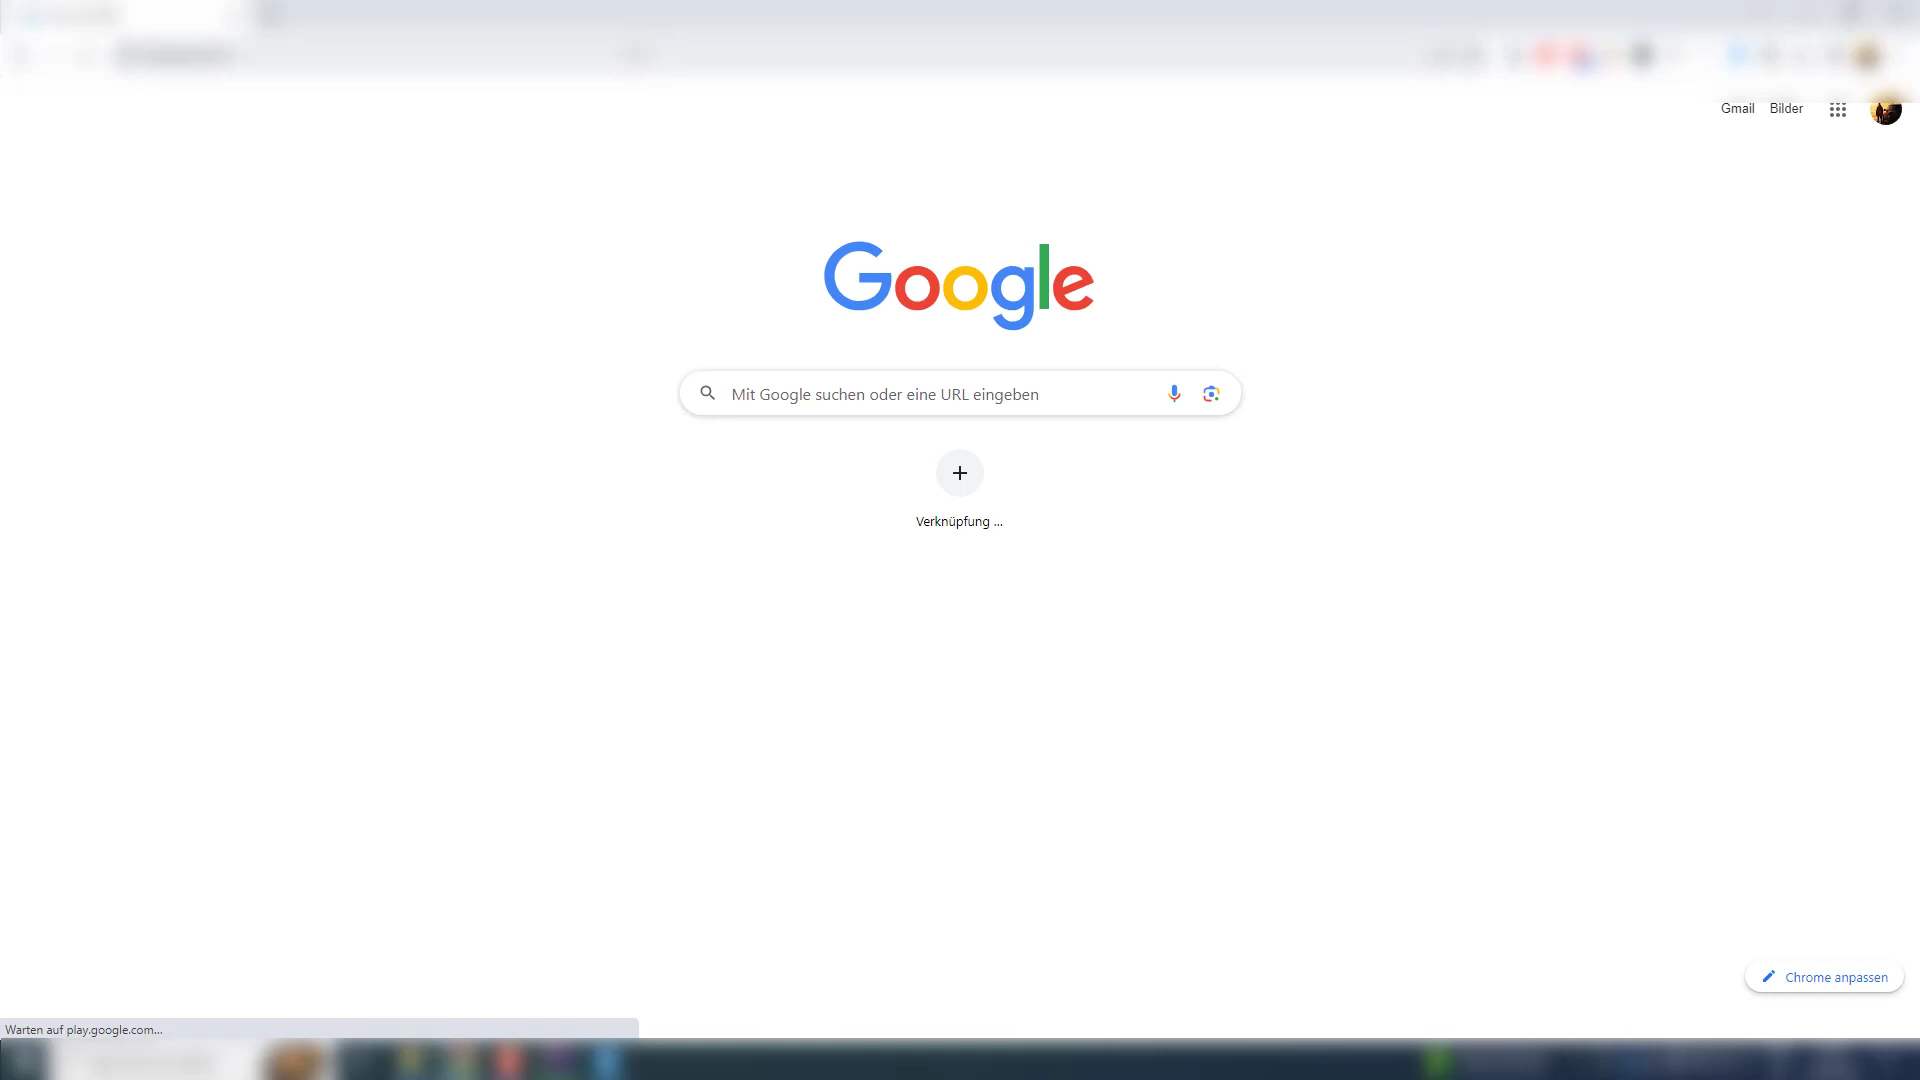 Gmail Bilder
Google
Mit Google suchen oder eine URL eingeben
Verknüpfung ...
Chrome anpassen
Warten auf play.google.com...